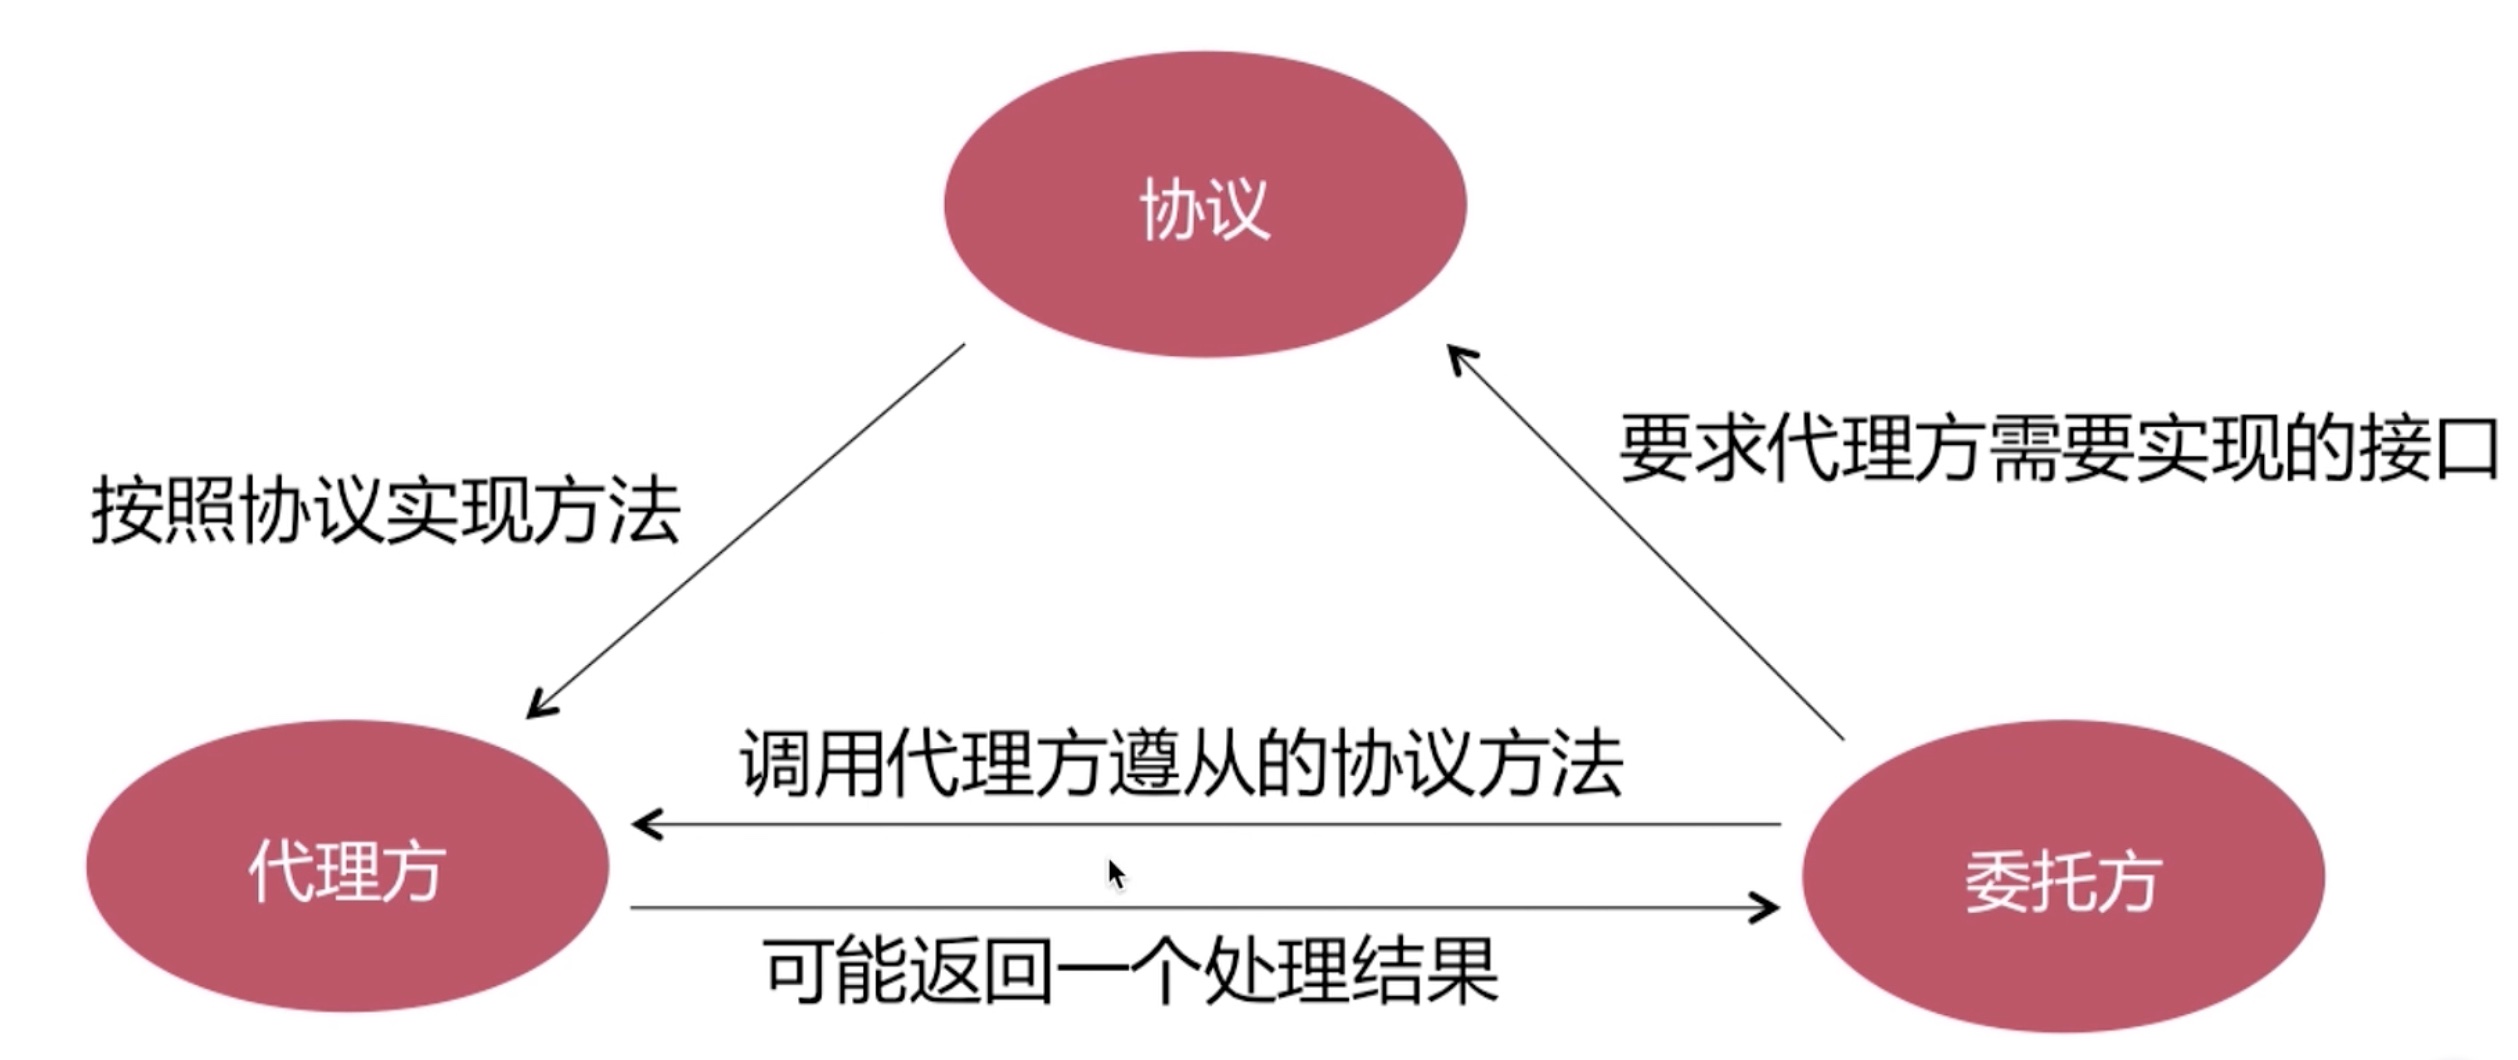 协议
要求代理方需要实现的接口
按照协议实现方法
调用代理方遵从的协议方法
代理方
委托方
可能返回一个处理结果